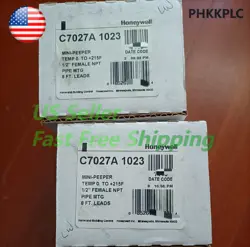 PHKKPLC
Honeywell
C7027A 1023
MINI-PEEPER
TEMP 0. TO +215F
1/2" FEMALE NPT
PIPE MTG
6 FT. LEADS
DATE CODE
US Seller
Fast Free Shipping
Honeywell
C7027A 1023
MINI-PEEPER
TEMP 0. TO +215F
1/2" FEMALE NPT
PIPE MTG
6 FT. LEADS
DATE CODE